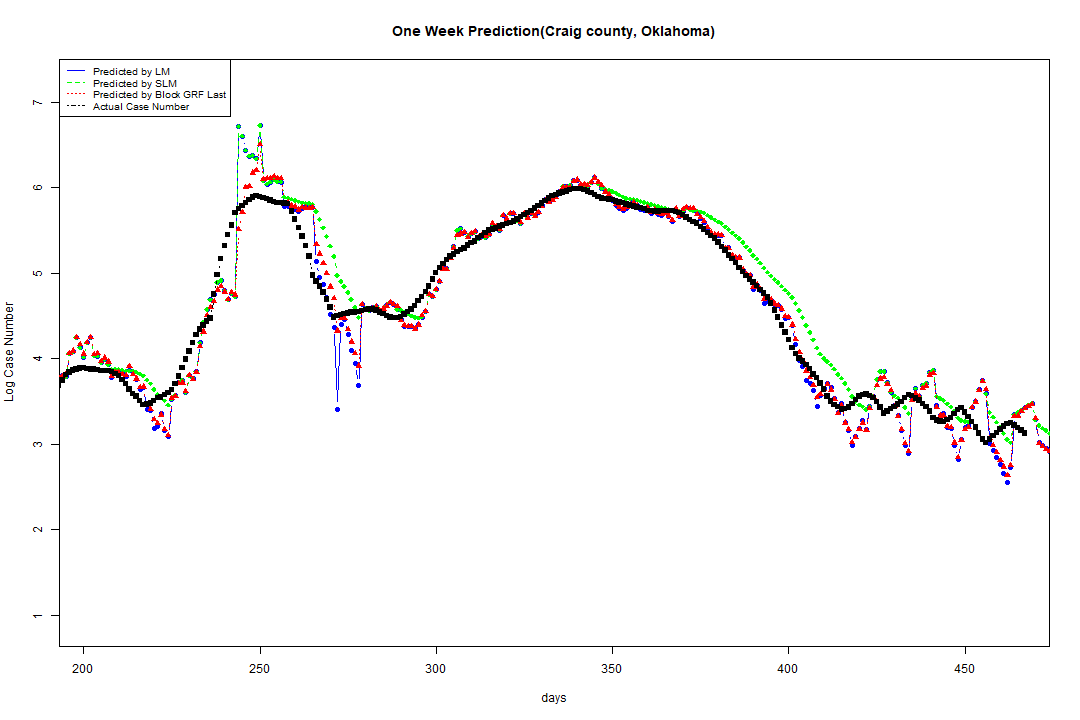 One Week Prediction(Craig county, Oklahoma)
Predicted by LM
Predicted by SLM
Predicted by Block GRF Last
Actual Case Number
7
6
5
4
3
2
1
Log Case Number
200 250 300 350 400 450
days